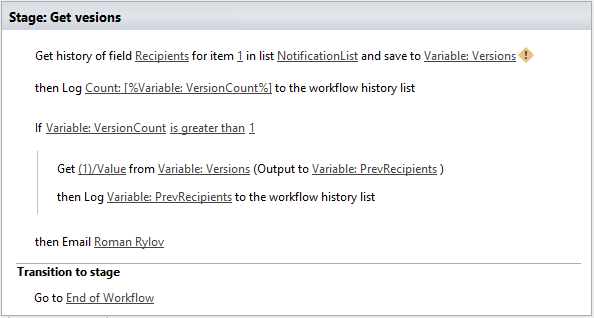 Stage: Get vesions
Get history of field Recipients for item 1 in list NotificationList and save to Variable: Versions
then Log Count: [%Variable: VersionCount%] to the workflow history list
If Variable: VersionCount is greater than 1
Get (1)/Value from Variable: Versions (Output to Variable: PrevRecipients )
then Log Variable: PrevRecipients to the workflow history list
then Email Roman Rylov
Transition to stage
Go to End of Workflow